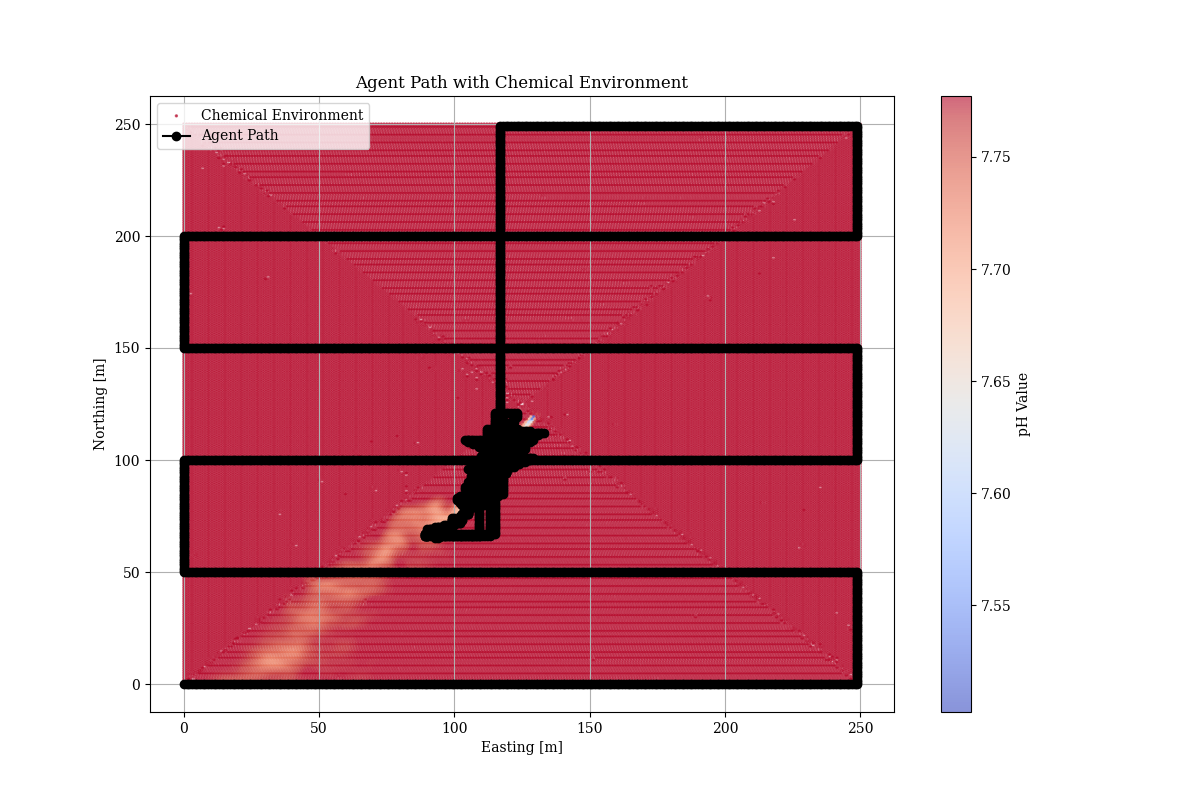 Agent Path with Chemical Environment
Chemical Environment
Agent Path
250
200
150
100
50
0
Northing [m]
0
50
100
150
200
250
Easting [m]
7.75
7.70
7.65
7.60
7.55
pH Value